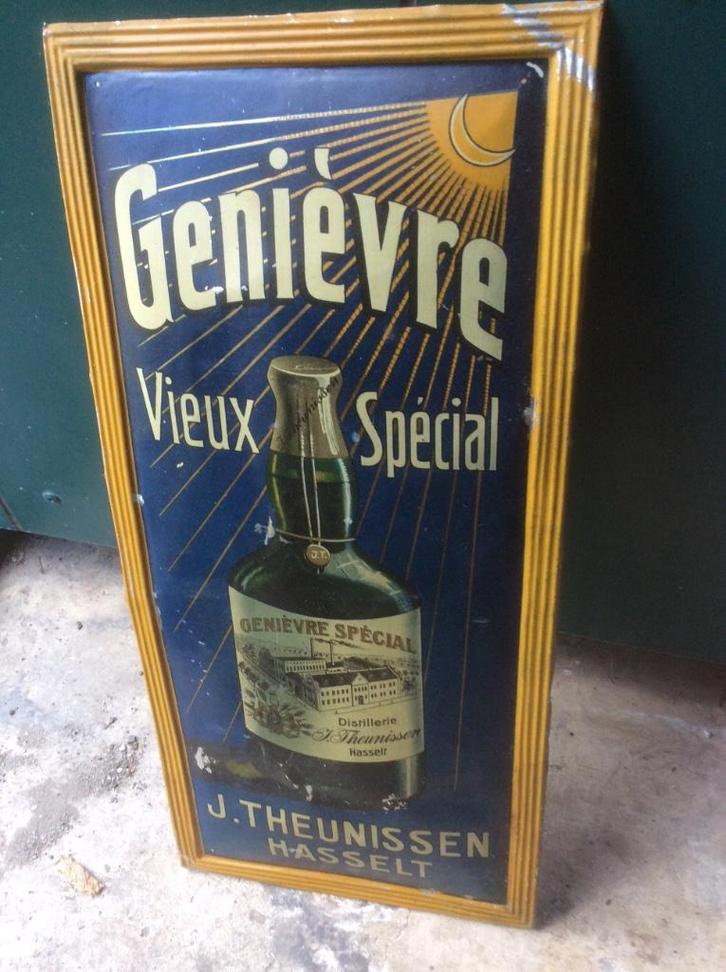 Genièvre
Vieux Spécial
J.T.
GENIÈVRE SPÉCIAL
Distillerie
J. Theunissen
Hasselt
J. THEUNISSEN
HASSELT